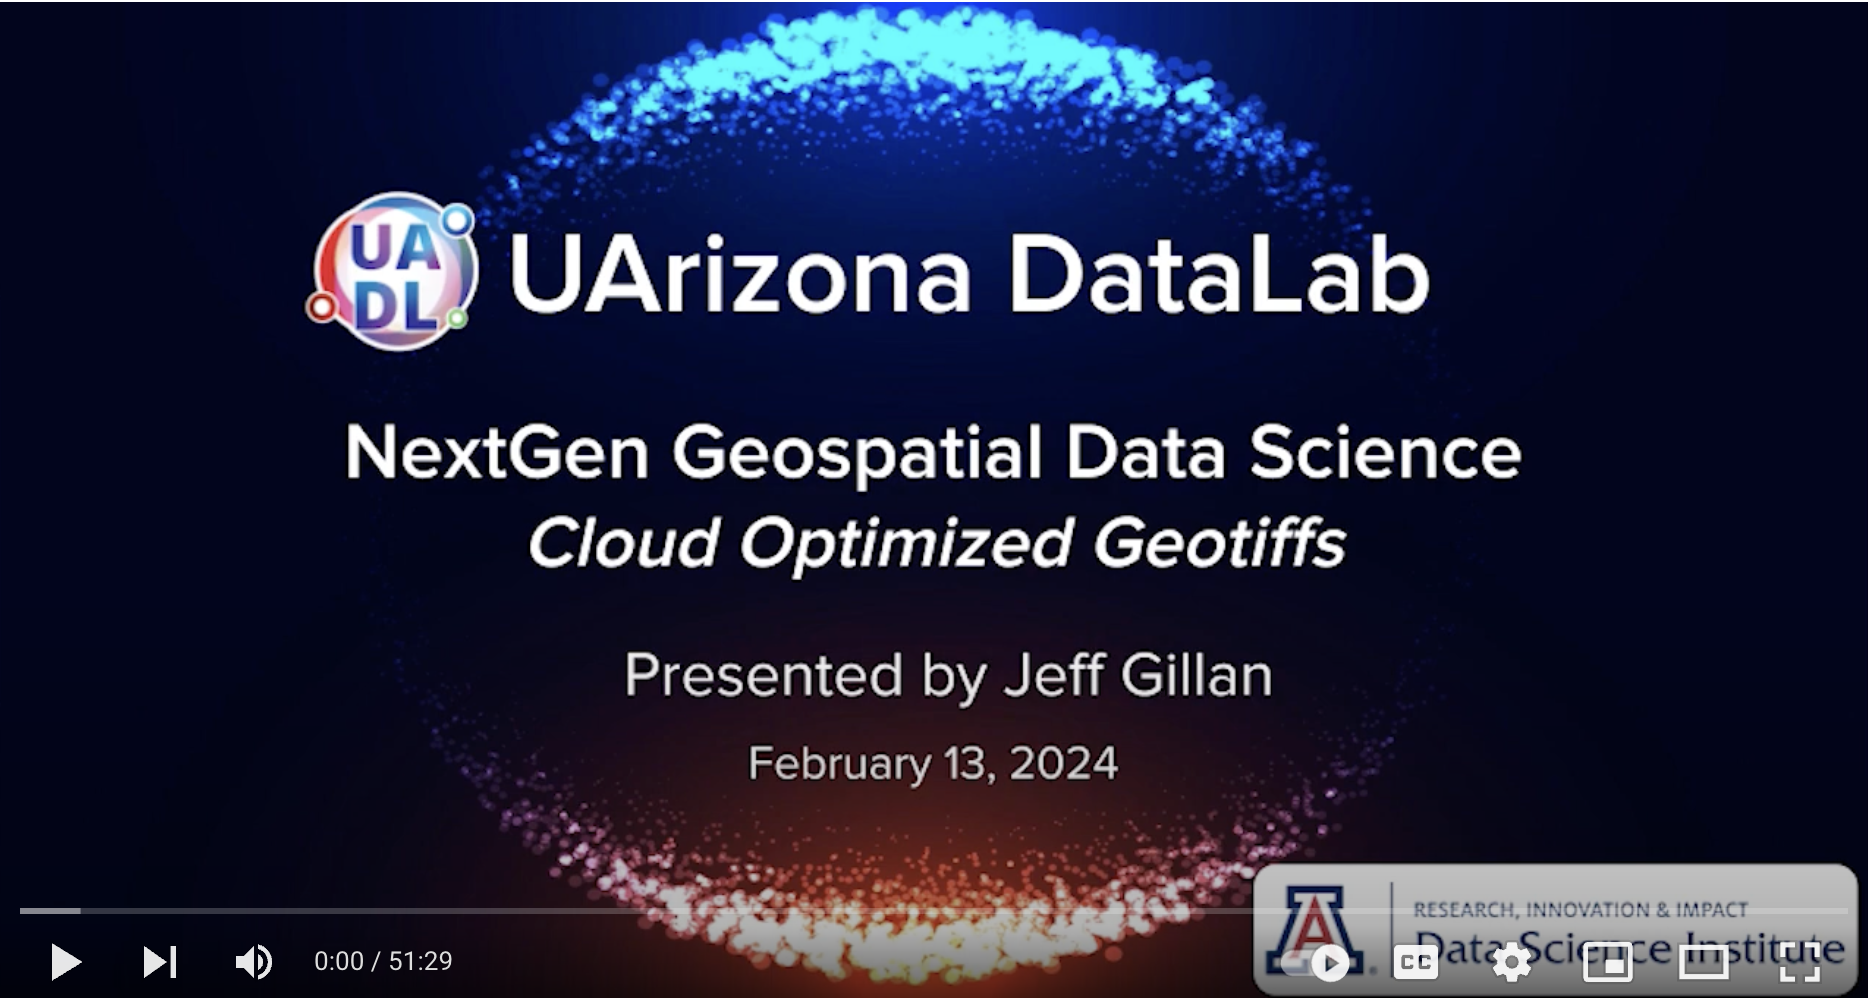 UA
DL
UArizona DataLab
NextGen Geospatial Data Science
Cloud Optimized Geotiffs
Presented by Jeff Gillan
February 13, 2024
A
RESEARCH, INNOVATION & IMPACT
Data Science Institute
0:00 / 51:29
CC